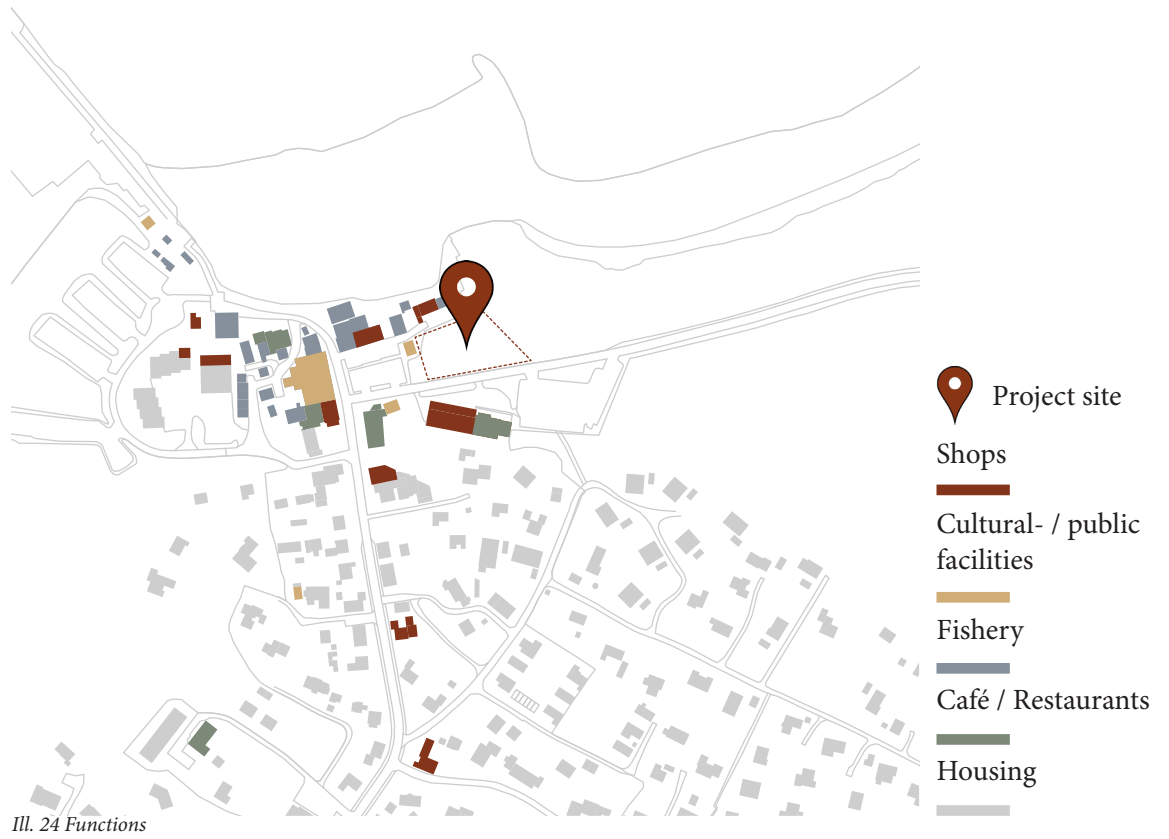 Project site
Shops
Cultural- / public
facilities
Fishery
Café / Restaurants
Housing
Ill. 24 Functions